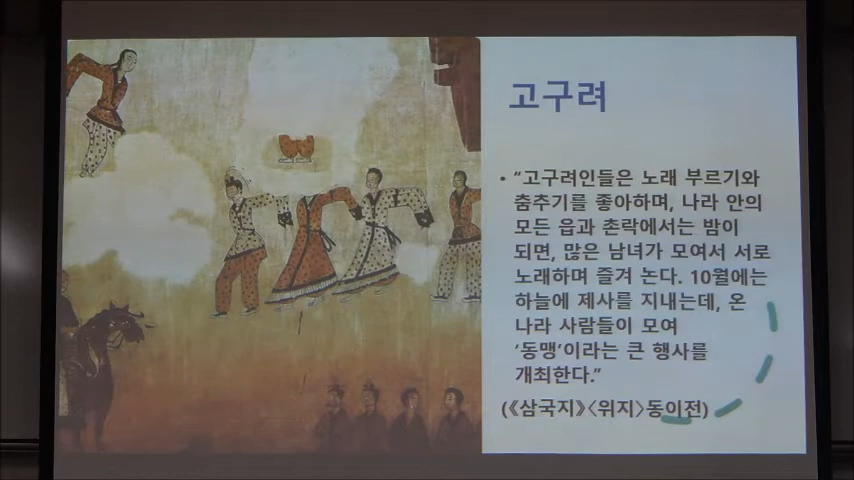 고구려
• “고구려인들은 노래 부르기와
춤추기를 좋아하며, 나라 안의
모든 읍과 촌락에서는 밤이
되면, 많은 남녀가 모여서 서로
노래하며 즐겨 논다. 10월에는
하늘에 제사를 지내는데, 온
나라 사람들이 모여
‘동맹’이라는 큰 행사를
개최한다.”
(《삼국지》〈위지〉동이전)